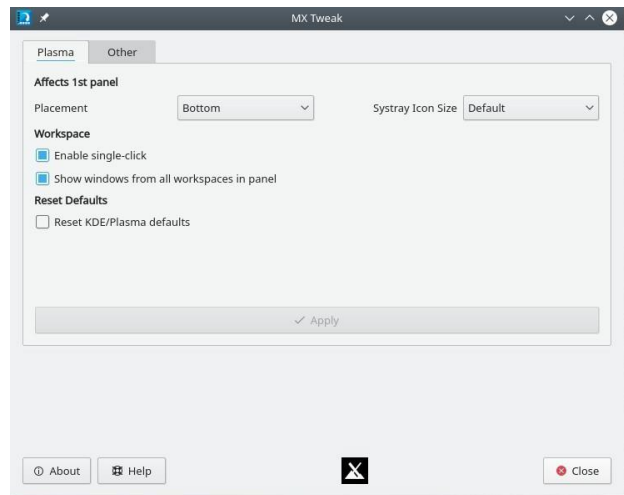 MX Tweak
Plasma Other
Affects 1st panel
Placement Bottom Systray Icon Size Default
Workspace
Enable single-click
Show windows from all workspaces in panel
Reset Defaults
Reset KDE/Plasma defaults
Apply
About Help Close